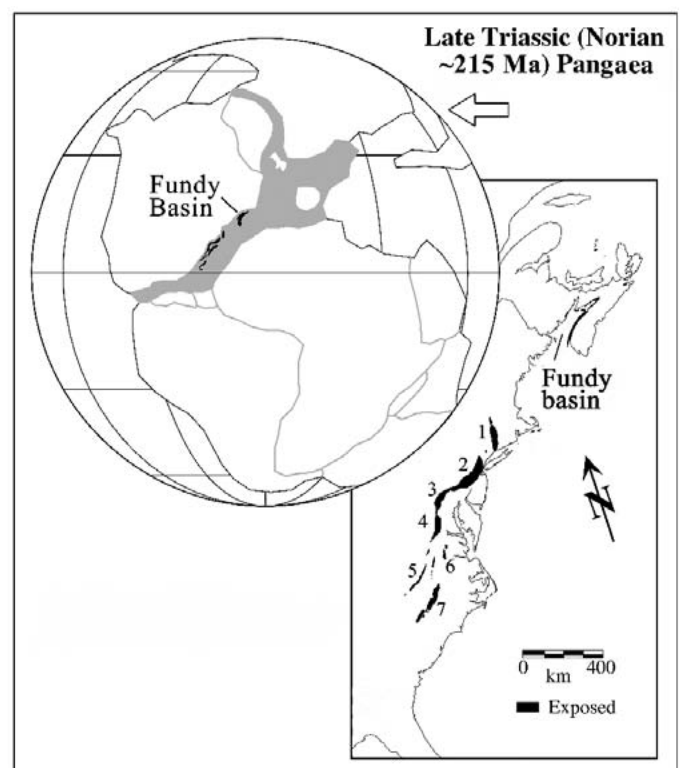 Late Triassic (Norian
~215 Ma) Pangaea
Fundy
Basin
Fundy
basin
1
2
3
4
5
6
7
N
0 400
km
Exposed